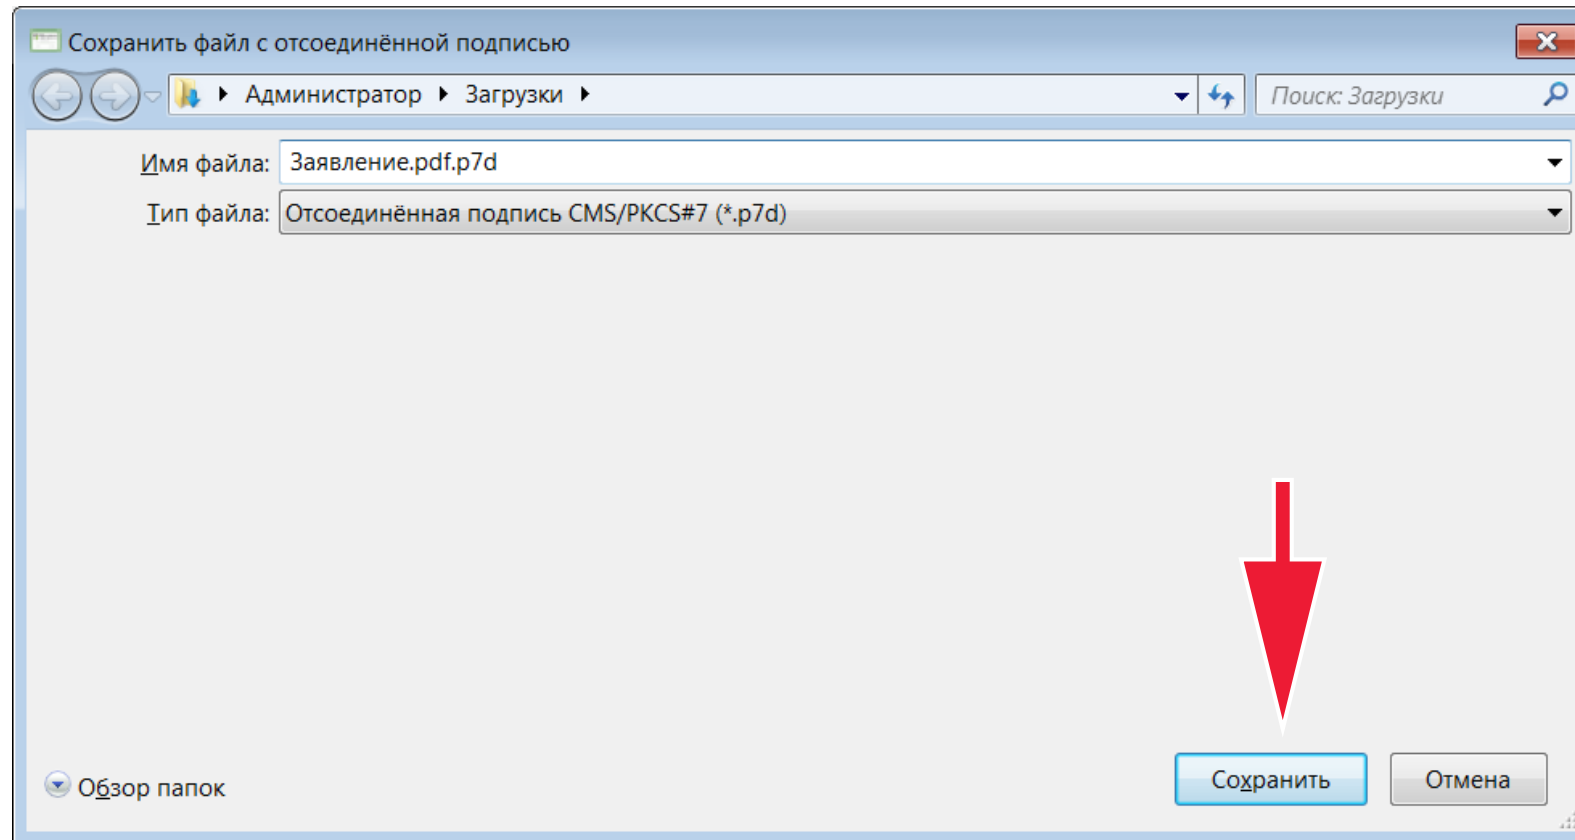 Сохранить файл с отсоединённой подписью
Администратор Загрузки Поиск: Загрузки
Имя файла: Заявление.pdf.p7d
Тип файла: Отсоединённая подпись CMS/PKCS#7 (*.p7d)
Обзор папок Сохранить Отмена